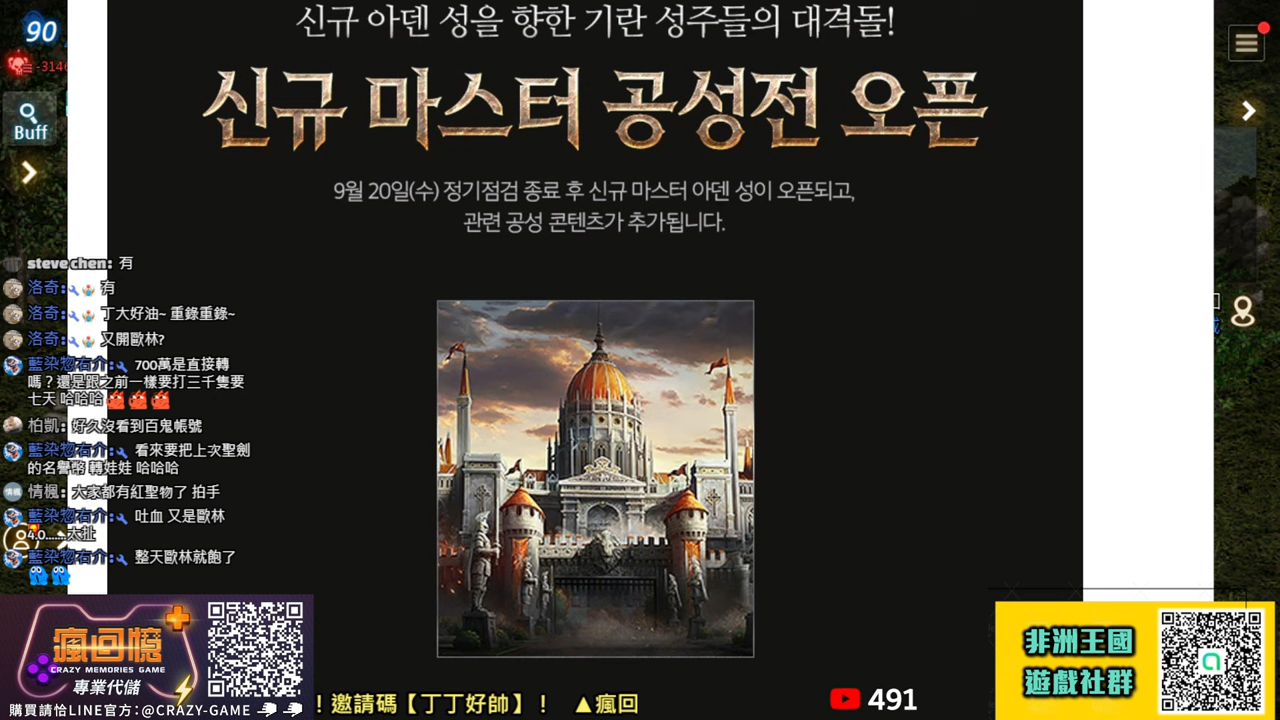 신규 아덴 성을 향한 기란 성주들의 대격돌!
신규 마스터 공성전 오픈
9월 20일(수) 정기점검 종료 후 신규 마스터 아덴 성이 오픈되고,
관련 공성 콘텐츠가 추가됩니다.
90
Buff
stevechen: 有
洛奇: 有
洛奇: 丁大好油~ 重錄重錄~
洛奇: 又開歐林?
藍染惣右介: 700萬是直接轉
嗎？還是跟之前一樣要打三千隻要
七天 哈哈哈
柏凱: 好久沒看到百鬼帳號
藍染惣右介: 看來要把上次聖劍
的名譽幣 轉娃娃 哈哈哈
情楓: 大家都有紅聖物了 拍手
藍染惣右介: 吐血 又是歐林
4.0......太扯
藍染惣右介: 整天歐林就飽了
瘋回憶
CRAZY MEMORIES GAME
專業代儲
購買請恰LINE官方:@CRAZY-GAME
！邀請碼【丁丁好帥】！ ▲瘋回
491
非洲王國
遊戲社群